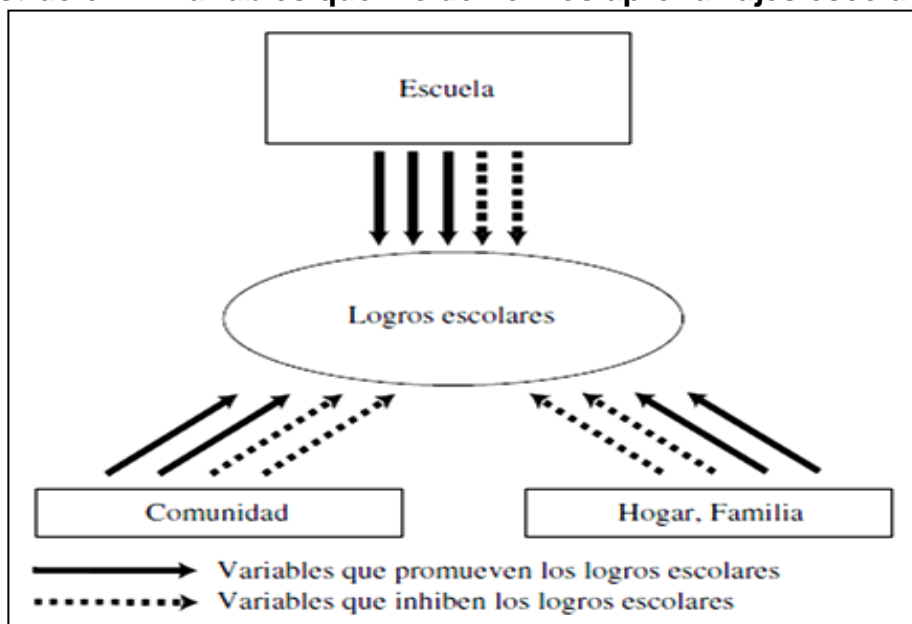 Escuela
Logros escolares
Comunidad
Hogar, Familia
Variables que promueven los logros escolares
Variables que inhiben los logros escolares